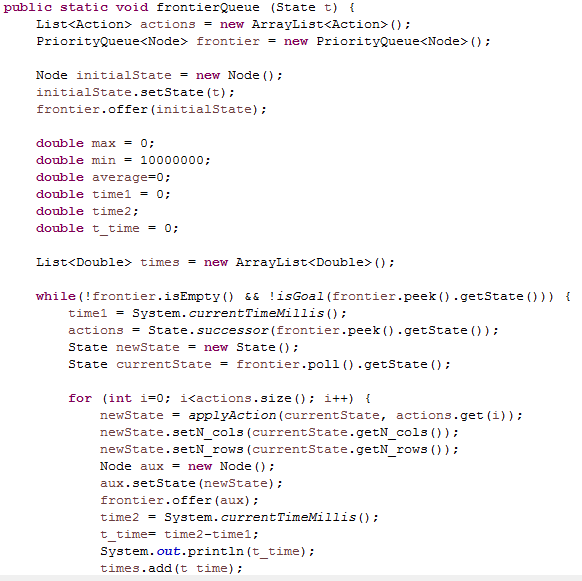 public static void frontierQueue (State t) {
List<Action> actions = new ArrayList<Action>();
PriorityQueue<Node> frontier = new PriorityQueue<Node>();
Node initialState = new Node();
initialState.setState(t);
frontier.offer(initialState);
double max = 0;
double min = 10000000;
double average=0;
double time1 = 0;
double time2;
double t_time = 0;
List<Double> times = new ArrayList<Double>();
while(!frontier.isEmpty() && !isGoal(frontier.peek().getState())) {
time1 = System.currentTimeMillis();
actions = State.successor(frontier.peek().getState());
State newState = new State();
State currentState = frontier.poll().getState();
for (int i=0; i<actions.size(); i++) {
newState = applyAction(currentState, actions.get(i));
newState.setN_cols(currentState.getN_cols());
newState.setN_rows(currentState.getN_rows());
Node aux = new Node();
aux.setState(newState);
frontier.offer(aux);
time2 = System.currentTimeMillis();
t_time= time2-time1;
System.out.println(t_time);
times.add(t_time);